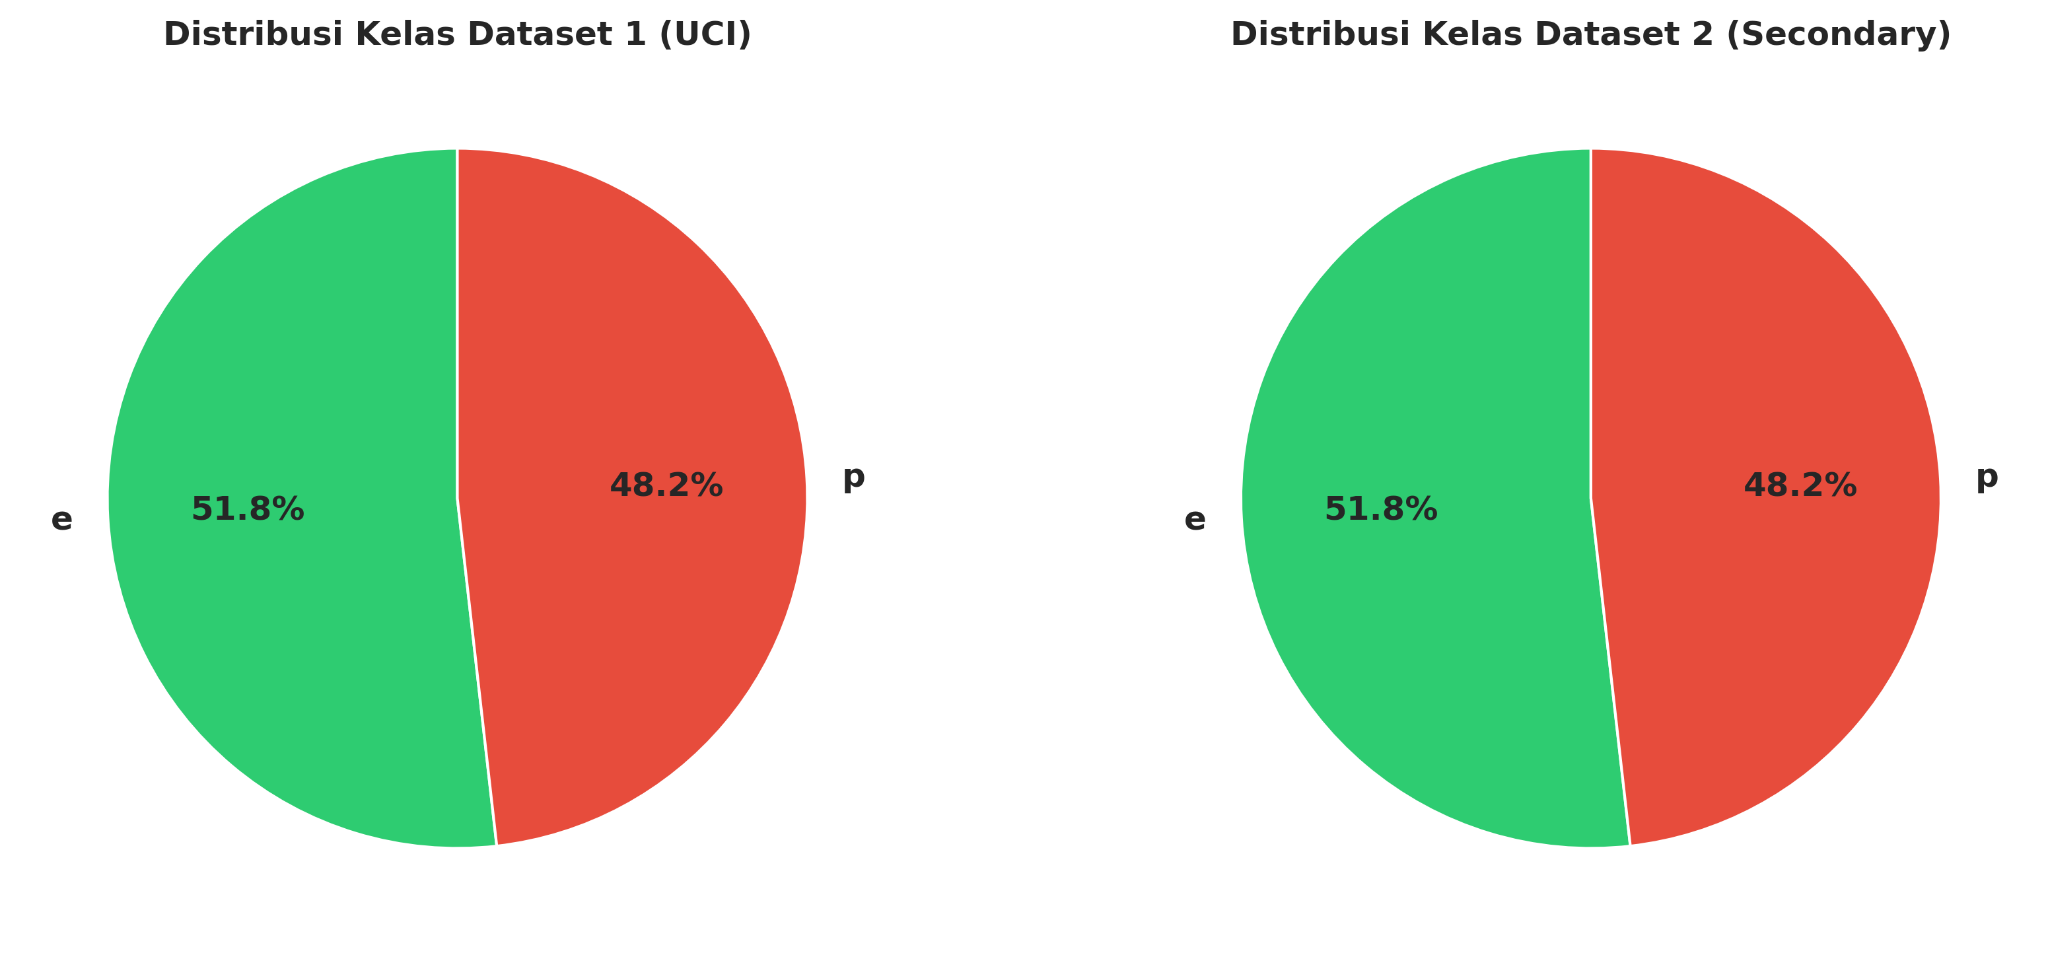 Distribusi Kelas Dataset 1 (UCI)
e
51.8%
48.2%
p
Distribusi Kelas Dataset 2 (Secondary)
e
51.8%
48.2%
p